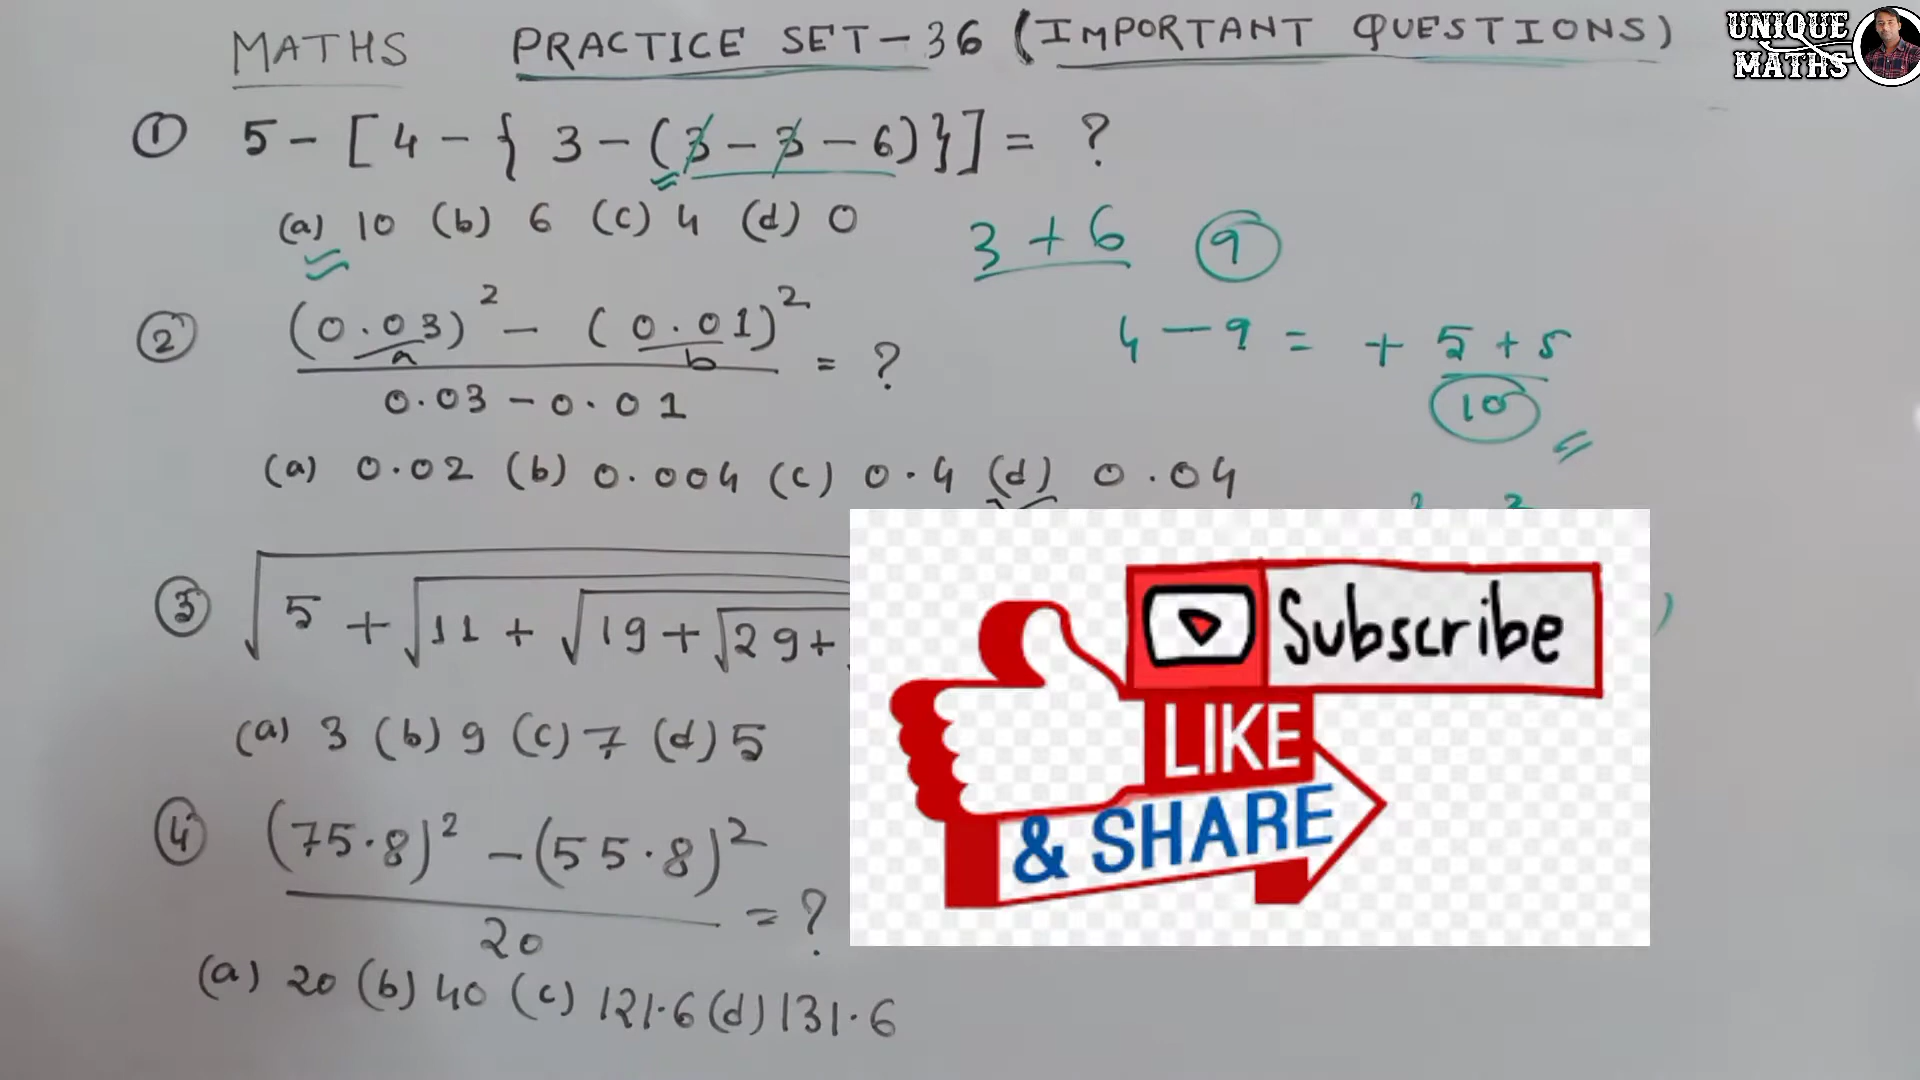 MATHS PRACTICE SET-36 (IMPORTANT QUESTIONS)
UNIQUE
MATHS
① 5 - [4 - { 3 - (3 - 3 - 6)}] = ?
(a) 10 (b) 6 (c) 4 (d) 0
3 + 6 9
② (0.03)² - (0.01)²
a b
= ?
0.03 - 0.01
4 - 9 = + 5 + 5
10
(a) 0.02 (b) 0.004 (c) 0.4 (d) 0.04
③ √5 + √11 + √19 + √29 +
(a) 3 (b) 9 (c) 7 (d) 5
Subscribe
LIKE
& SHARE
④ (75.8)² - (55.8)²
= ?
20
(a) 20 (b) 40 (c) 121.6 (d) 131.6